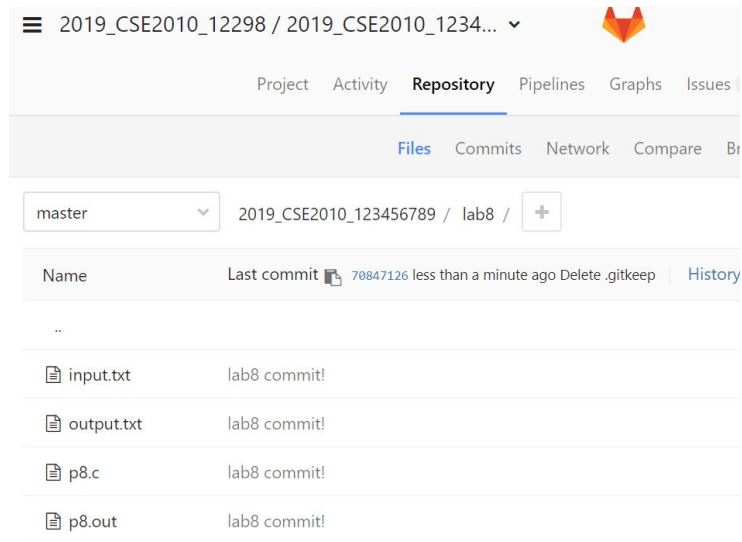 2019_CSE2010_12298 / 2019_CSE2010_1234...
Project Activity Repository Pipelines Graphs Issues
Files Commits Network Compare Br
master 2019_CSE2010_123456789 / lab8 / +
Name Last commit 70847126 less than a minute ago Delete .gitkeep History
..
input.txt lab8 commit!
output.txt lab8 commit!
p8.c lab8 commit!
p8.out lab8 commit!